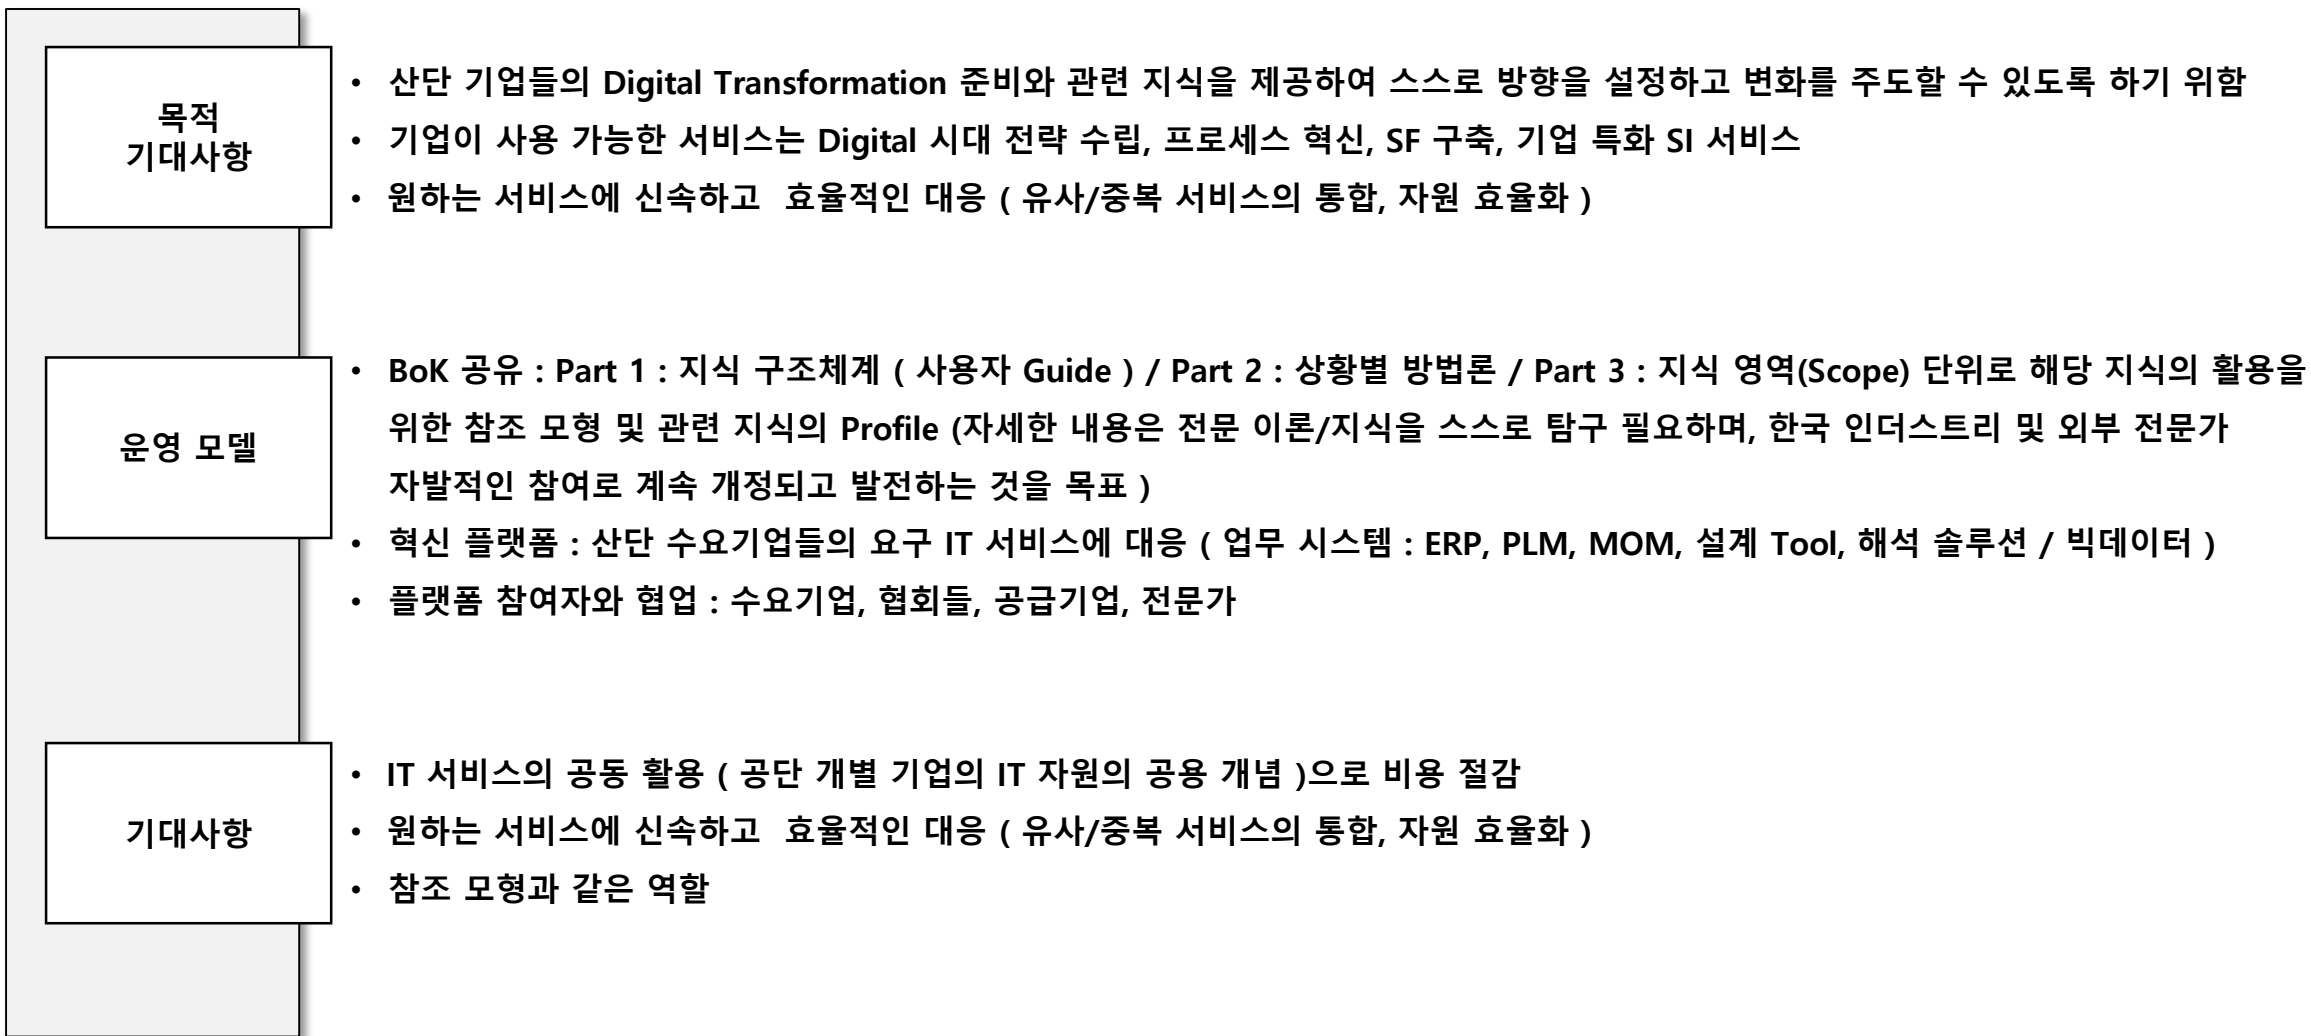 목적
기대사항
• 산단 기업들의 Digital Transformation 준비와 관련 지식을 제공하여 스스로 방향을 설정하고 변화를 주도할 수 있도록 하기 위함
• 기업이 사용 가능한 서비스는 Digital 시대 전략 수립, 프로세스 혁신, SF 구축, 기업 특화 SI 서비스
• 원하는 서비스에 신속하고 효율적인 대응 ( 유사/중복 서비스의 통합, 자원 효율화 )
운영 모델
• BoK 공유 : Part 1 : 지식 구조체계 ( 사용자 Guide ) / Part 2 : 상황별 방법론 / Part 3 : 지식 영역(Scope) 단위로 해당 지식의 활용을
위한 참조 모형 및 관련 지식의 Profile (자세한 내용은 전문 이론/지식을 스스로 탐구 필요하며, 한국 인더스트리 및 외부 전문가
자발적인 참여로 계속 개정되고 발전하는 것을 목표 )
• 혁신 플랫폼 : 산단 수요기업들의 요구 IT 서비스에 대응 ( 업무 시스템 : ERP, PLM, MOM, 설계 Tool, 해석 솔루션 / 빅데이터 )
• 플랫폼 참여자와 협업 : 수요기업, 협회들, 공급기업, 전문가
기대사항
• IT 서비스의 공동 활용 ( 공단 개별 기업의 IT 자원의 공용 개념 )으로 비용 절감
• 원하는 서비스에 신속하고 효율적인 대응 ( 유사/중복 서비스의 통합, 자원 효율화 )
• 참조 모형과 같은 역할